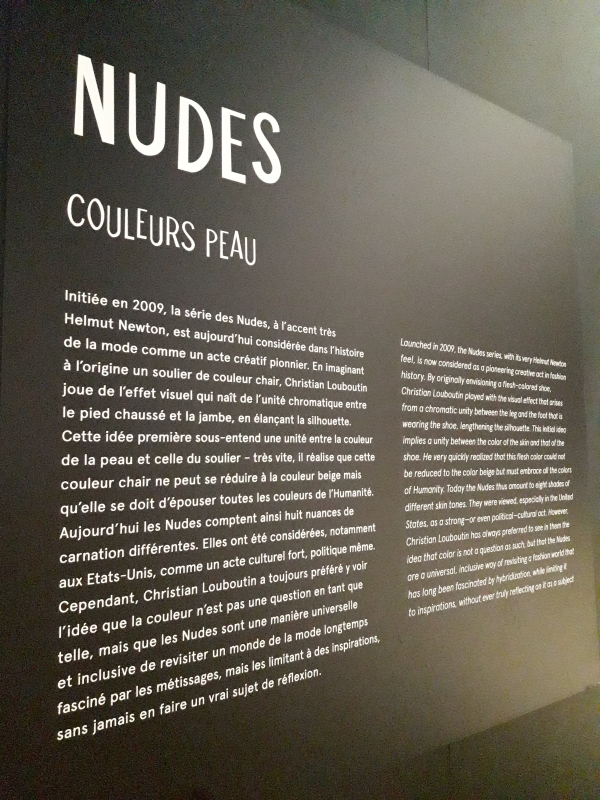 NUDES
COULEURS PEAU
Initiée en 2009, la série des Nudes, à l'accent très
Helmut Newton, est aujourd'hui considérée dans l'histoire
de la mode comme un acte créatif pionnier. En imaginant
à l'origine un soulier de couleur chair, Christian Louboutin
joue de l'effet visuel qui naît de l'unité chromatique entre
le pied chaussé et la jambe, en élançant la silhouette.
Cette idée première sous-entend une unité entre la couleur
de la peau et celle du soulier – très vite, il réalise que cette
couleur chair ne peut se réduire à la couleur beige mais
qu'elle se doit d'épouser toutes les couleurs de l'Humanité.
Aujourd'hui les Nudes comptent ainsi huit nuances de
carnation différentes. Elles ont été considérées, notamment
aux Etats-Unis, comme un acte culturel fort, politique même.
Cependant, Christian Louboutin a toujours préféré y voir
l'idée que la couleur n'est pas une question en tant que
telle, mais que les Nudes sont une manière universelle
et inclusive de revisiter un monde de la mode longtemps
fasciné par les métissages, mais les limitant à des inspirations,
sans jamais en faire un vrai sujet de réflexion.
Launched in 2009, the Nudes series, with its very Helmut Newton
feel, is now considered as a pioneering creative act in fashion
history. By originally envisioning a flesh-colored shoe,
Christian Louboutin played with the visual effect that arises
from a chromatic unity between the leg and the foot that is
wearing the shoe, lengthening the silhouette. This initial idea
implies a unity between the color of the skin and that of the
shoe. He very quickly realized that this flesh color could not
be reduced to the color beige but must embrace all the colors
of Humanity. Today the Nudes thus amount to eight shades of
different skin tones. They were viewed, especially in the United
States, as a strong—or even political—cultural act. However,
Christian Louboutin has always preferred to see in them the
idea that color is not a question as such, but that the Nudes
are a universal, inclusive way of revisiting a fashion world that
has long been fascinated by hybridization, while limiting it
to inspirations, without ever truly reflecting on it as a subject